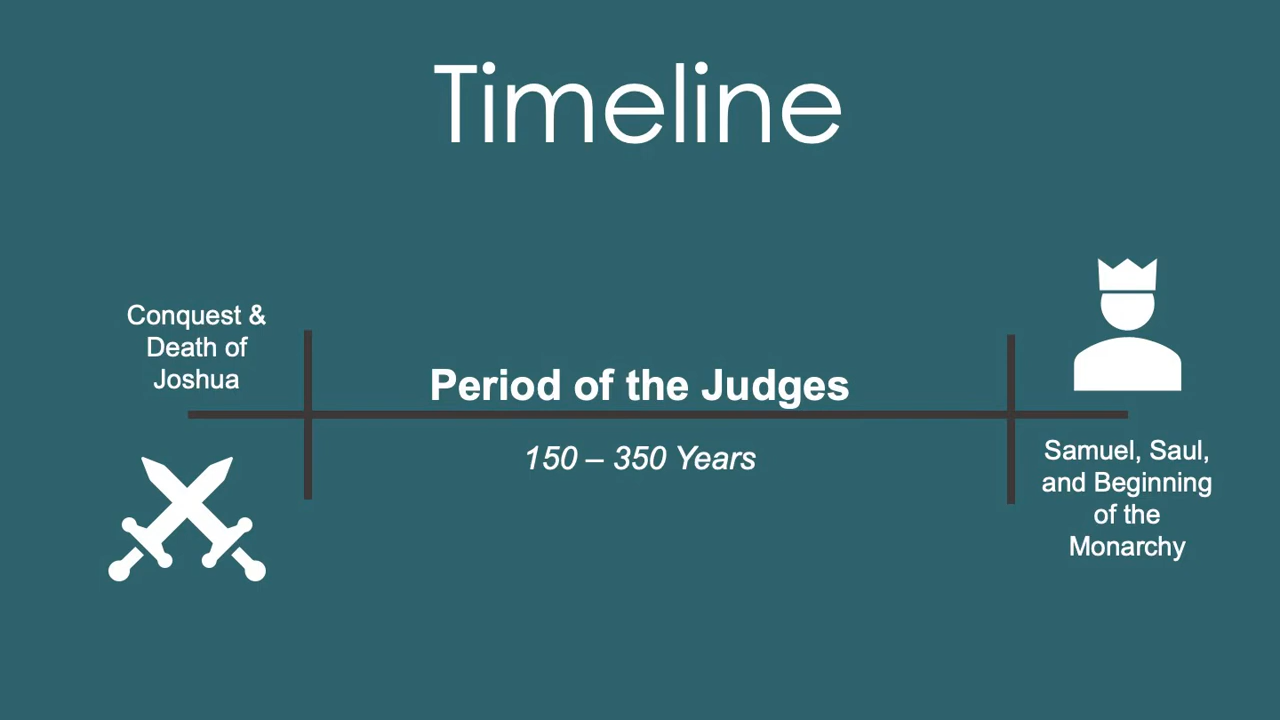 Timeline
Conquest &
Death of
Joshua
Period of the Judges
150 – 350 Years
Samuel, Saul,
and Beginning
of the
Monarchy